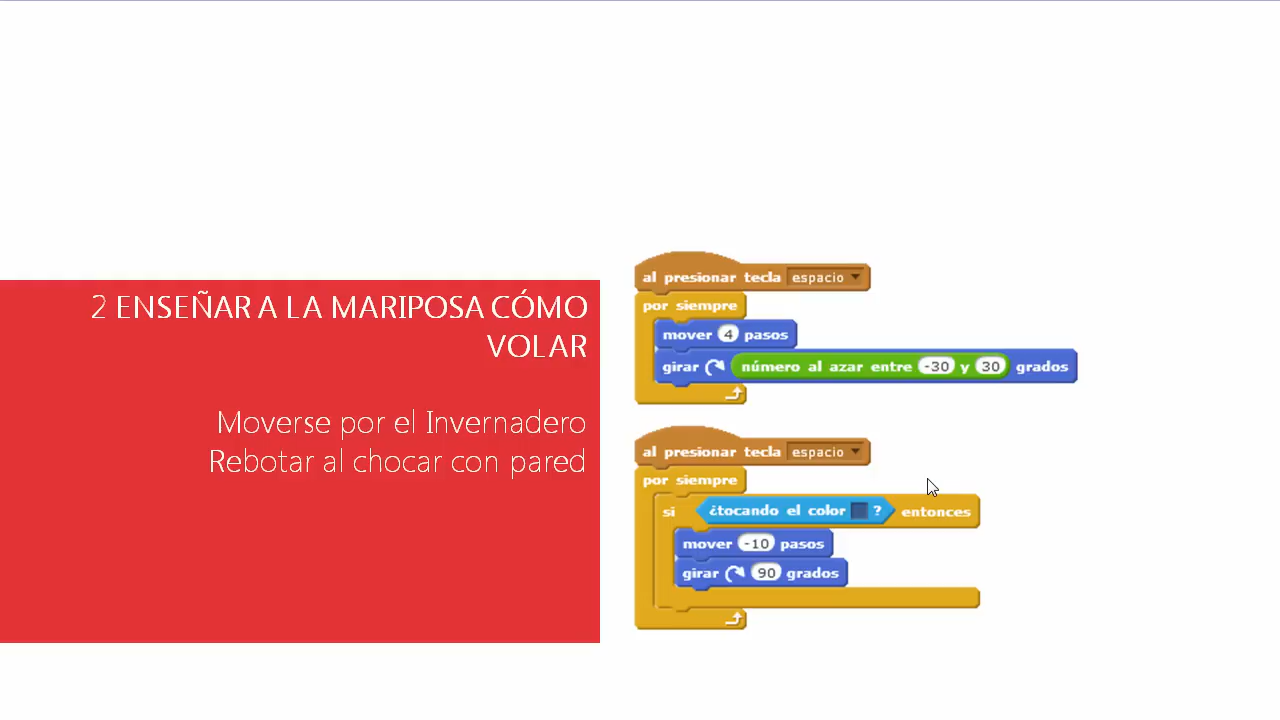 2 ENSEÑAR A LA MARIPOSA CÓMO
VOLAR
Moverse por el Invernadero
Rebotar al chocar con pared
al presionar tecla espacio
por siempre
mover 4 pasos
girar número al azar entre -30 y 30 grados
al presionar tecla espacio
por siempre
si ¿tocando el color ? entonces
mover -10 pasos
girar 90 grados